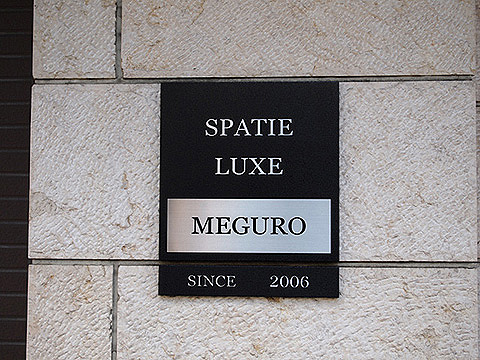 SPATIE
LUXE
MEGURO
SINCE 2006